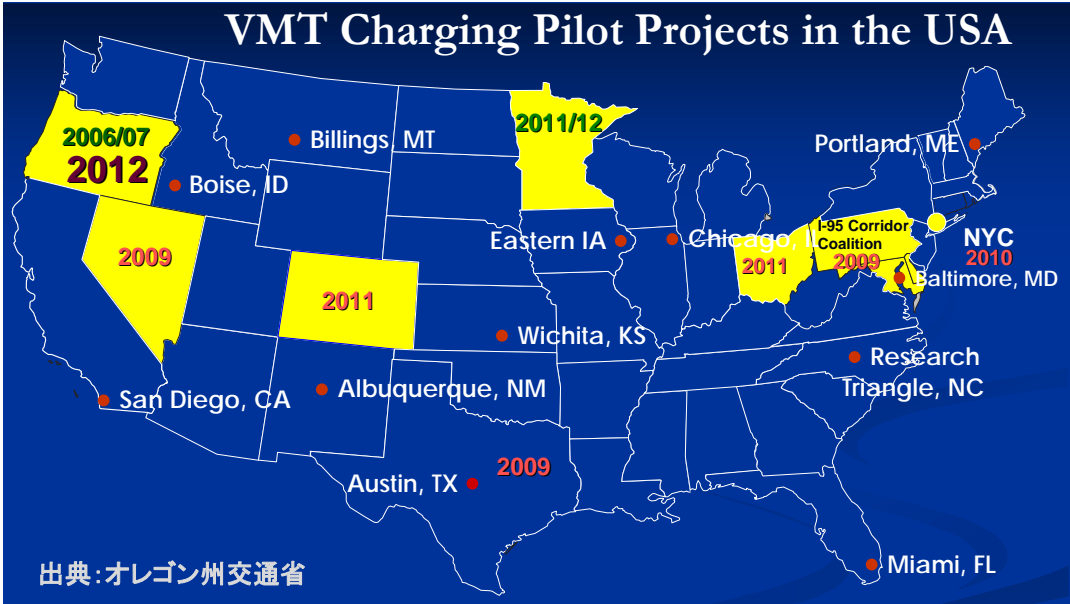 VMT Charging Pilot Projects in the USA
2006/07
2012
Billings, MT
2011/12
Portland, ME
Boise, ID
I-95 Corridor
Coalition
2009
NYC
2010
Eastern IA
Chicago, IL
2011
Baltimore, MD
2009
2011
Wichita, KS
Research
Triangle, NC
San Diego, CA
Albuquerque, NM
2009
Austin, TX
Miami, FL
出典：オレゴン州交通省